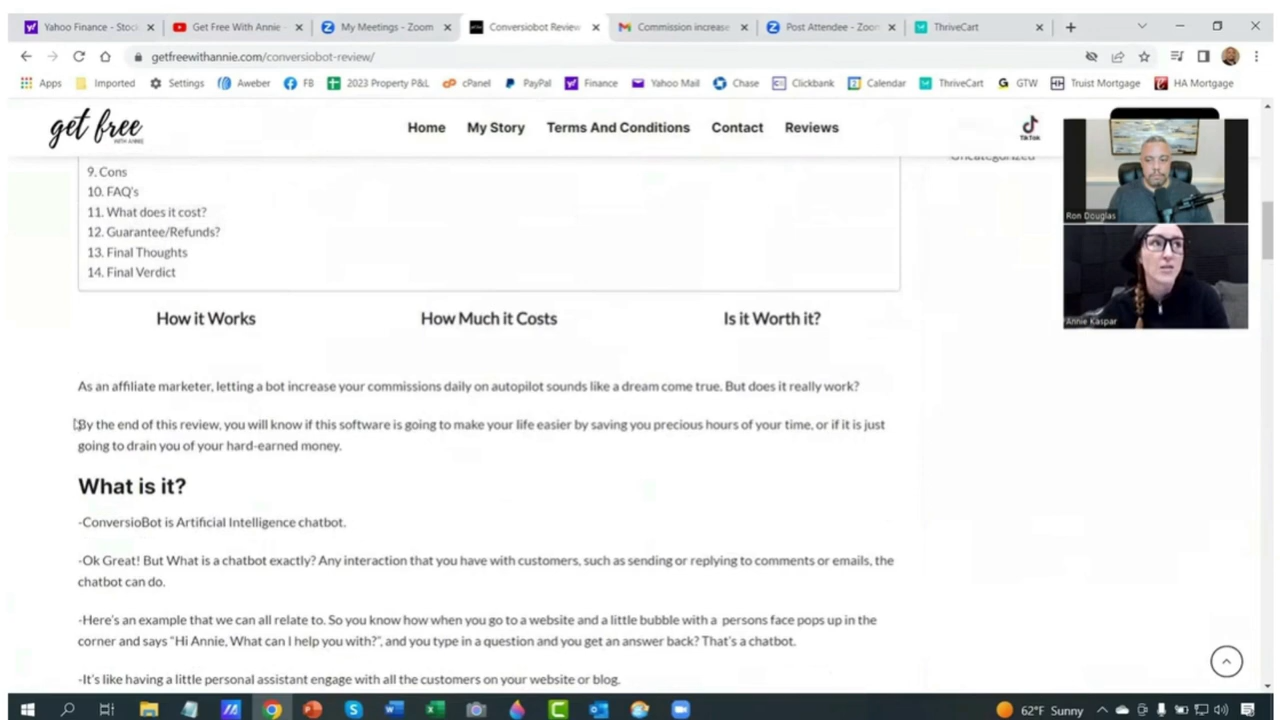 Yahoo Finance - Stoc
Get Free With Annie -
My Meetings - Zoom
Conversiobot Review
Commission increase
Post Attendee - Zoom
ThriveCart
getfreewithannie.com/conversiobot-review/
Apps
Imported
Settings
Aweber
FB
2023 Property P&L
cPanel
PayPal
Finance
Yahoo Mail
Chase
Clickbank
Calendar
ThriveCart
GTW
Truist Mortgage
HA Mortgage
get free
WITH ANNIE
Home
My Story
Terms And Conditions
Contact
Reviews
TikTok
-Uncategorized
9. Cons
10. FAQ's
11. What does it cost?
12. Guarantee/Refunds?
13. Final Thoughts
14. Final Verdict
Ron Douglas
Annie Kaspar
How it Works
How Much it Costs
Is it Worth it?
As an affiliate marketer, letting a bot increase your commissions daily on autopilot sounds like a dream come true. But does it really work?
By the end of this review, you will know if this software is going to make your life easier by saving you precious hours of your time, or if it is just
going to drain you of your hard-earned money.
What is it?
-ConversioBot is Artificial Intelligence chatbot.
-Ok Great! But What is a chatbot exactly? Any interaction that you have with customers, such as sending or replying to comments or emails, the
chatbot can do.
-Here's an example that we can all relate to. So you know how when you go to a website and a little bubble with a persons face pops up in the
corner and says "Hi Annie, What can I help you with?", and you type in a question and you get an answer back? That's a chatbot.
-It's like having a little personal assistant engage with all the customers on your website or blog.
62°F Sunny